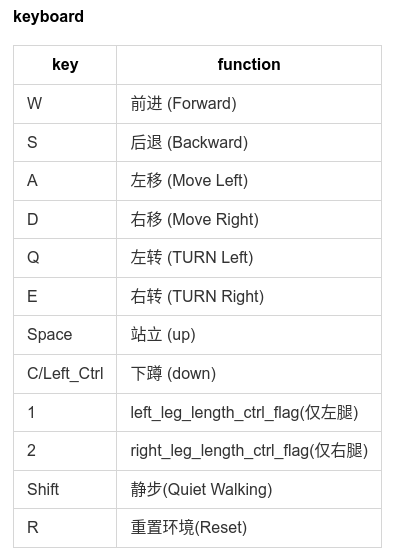 keyboard
key function
W 前进 (Forward)
S 后退 (Backward)
A 左移 (Move Left)
D 右移 (Move Right)
Q 左转 (TURN Left)
E 右转 (TURN Right)
Space 站立 (up)
C/Left_Ctrl 下蹲 (down)
1 left_leg_length_ctrl_flag(仅左腿)
2 right_leg_length_ctrl_flag(仅右腿)
Shift 静步(Quiet Walking)
R 重置环境(Reset)